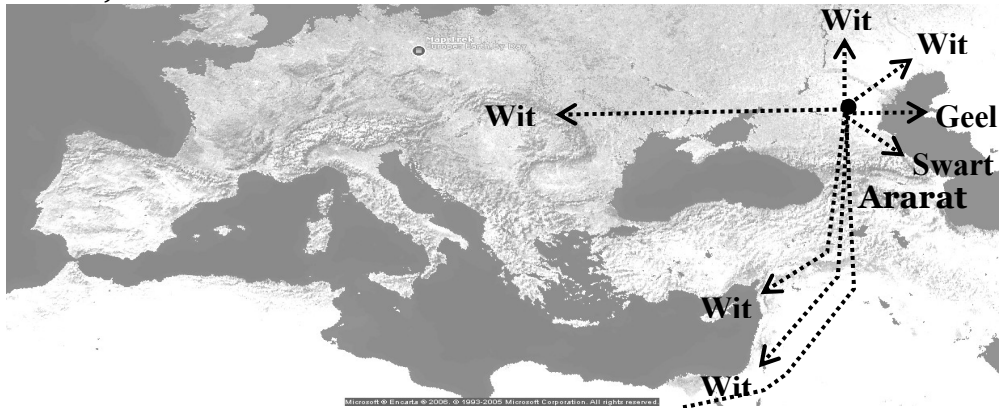 Wit
Wit
Wit
Geel
Swart
Ararat
Wit
Wit
Microsoft ® Encarta ® 2006. © 1993-2005 Microsoft Corporation. All rights reserved.